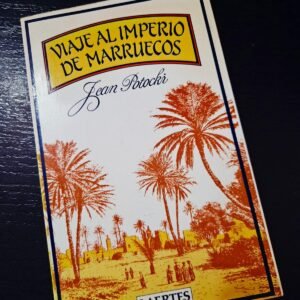 VIAJE AL IMPERIO
DE MARRUECOS
Jean Potocki
LAERTES